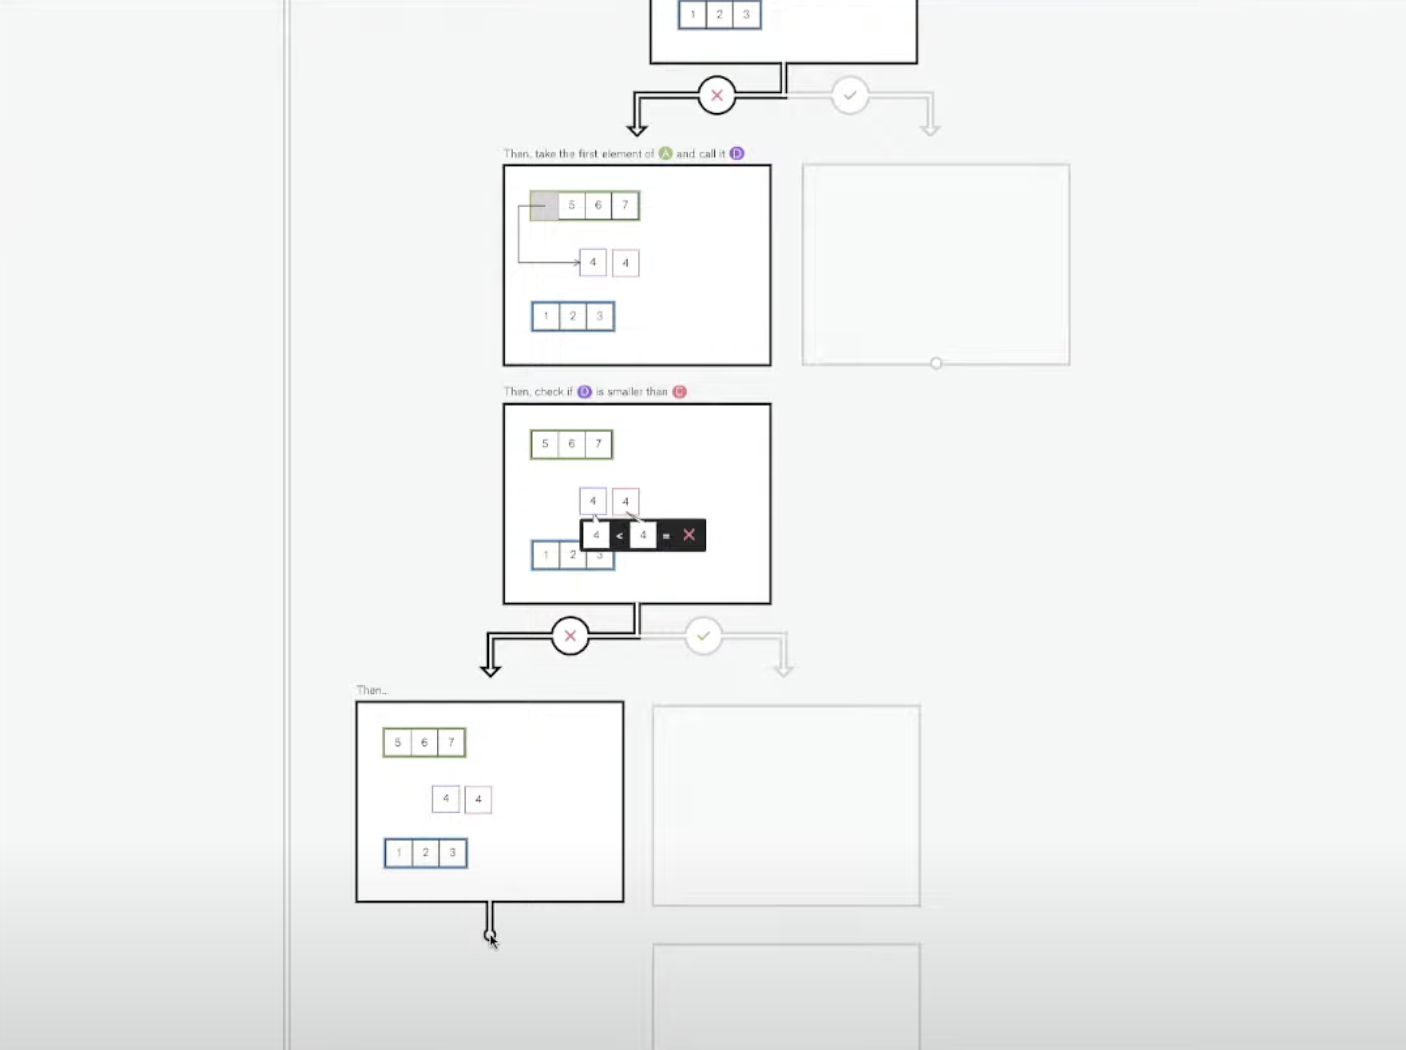 1 2 3
Then, take the first element of A and call it D
5 6 7
4 4
1 2 3
Then, check if D is smaller than C
5 6 7
4 4
4 < 4 =
1 2 3
Then...
5 6 7
4 4
1 2 3